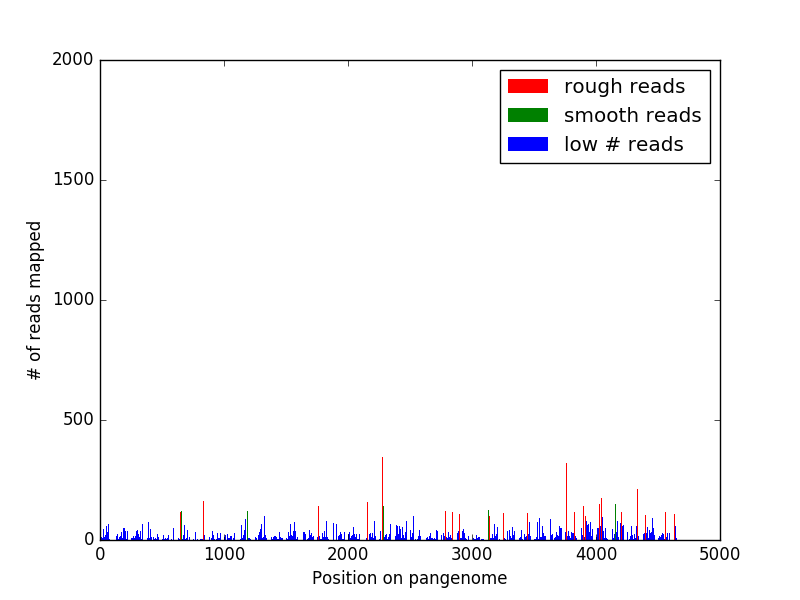 2000
1500
1000
500
0
# of reads mapped
rough reads
smooth reads
low # reads
0 1000 2000 3000 4000 5000
Position on pangenome